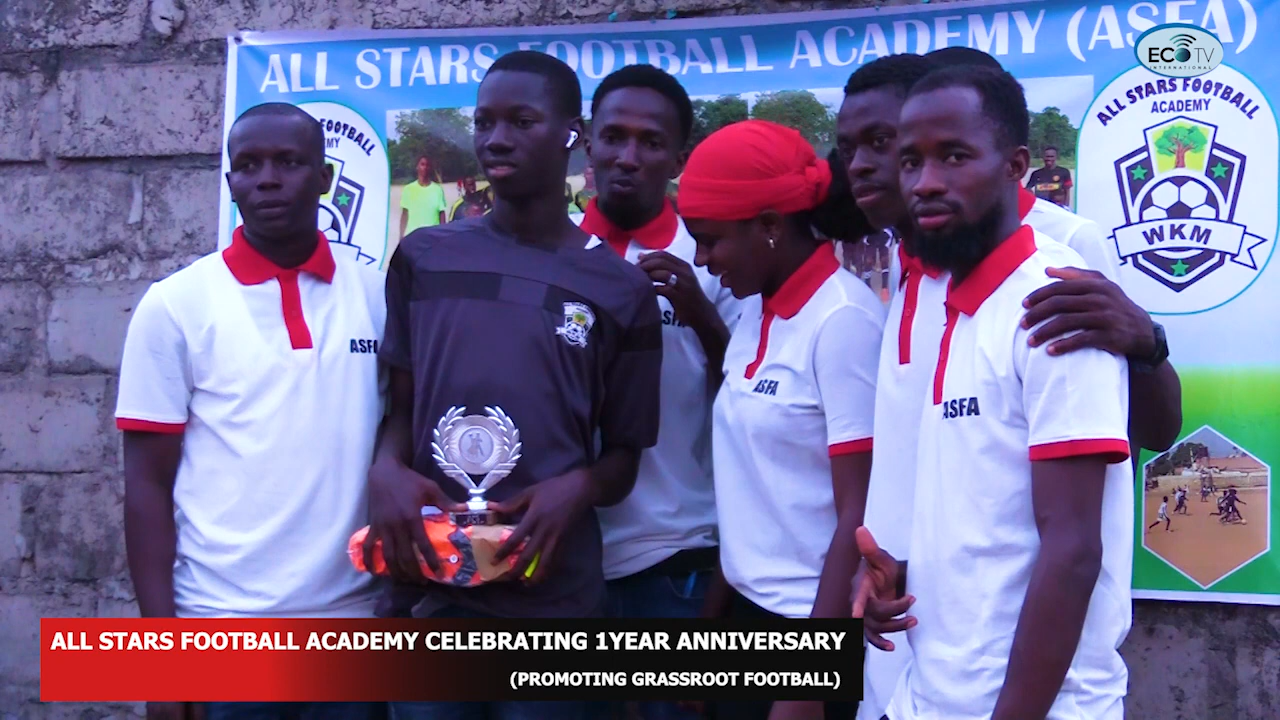 ALL STARS FOOTBALL ACADEMY (ASFA)
ECO TV
INTERNATIONAL
FOOTBALL
ALL STARS FOOTBALL
ACADEMY
WKM
ASFA
ASFA
ASFA
ALL STARS FOOTBALL ACADEMY CELEBRATING 1YEAR ANNIVERSARY
(PROMOTING GRASSROOT FOOTBALL)